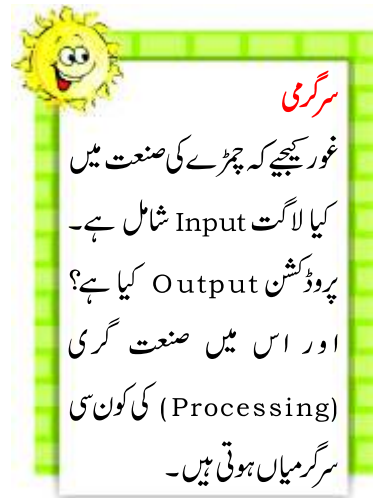 سرگرمی
غور کیجیے کہ چمڑے کی صنعت میں
کیا لاگت Input شامل ہے۔
پروڈکشن Output کیا ہے؟
اور اس میں صنعت گری
(Processing) کی کون سی
سرگرمیاں ہوتی ہیں۔